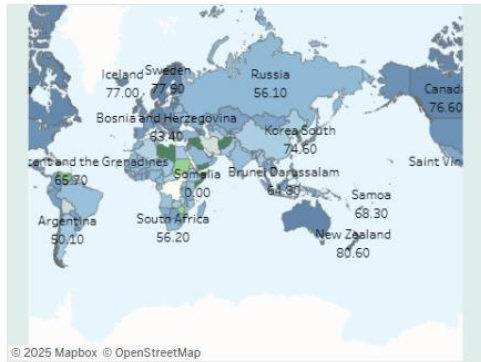 Iceland
77.00
Sweden
77.90
Russia
56.10
Canada
76.60
Bosnia and Herzegovina
63.40
Korea South
74.60
cent and the Grenadines
65.70
Somalia
0.00
Brunei Darussalam
64.80
Saint Vin
Samoa
68.30
Argentina
50.10
South Africa
56.20
New Zealand
80.60
© 2025 Mapbox © OpenStreetMap